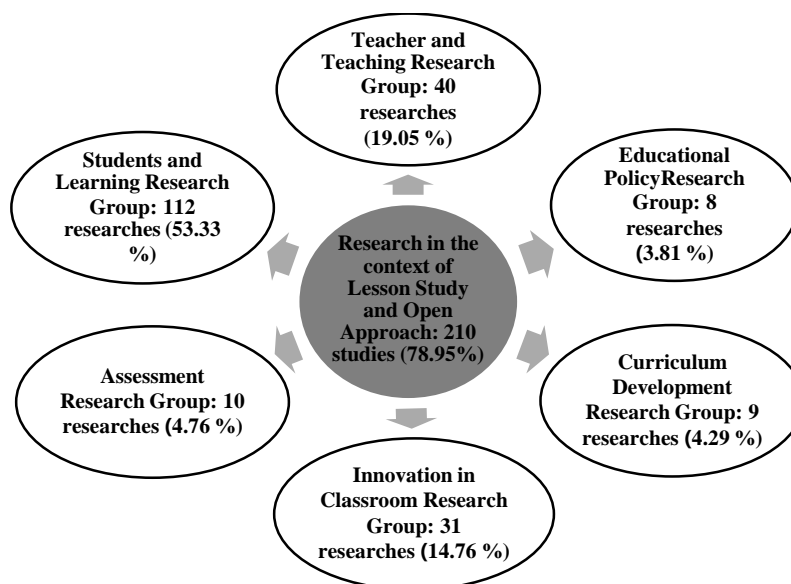 Teacher and
Teaching Research
Group: 40
researches
(19.05 %)
Students and
Learning Research
Group: 112
researches (53.33
%)
Educational
PolicyResearch
Group: 8
researches
(3.81 %)
Research in the
context of
Lesson Study
and Open
Approach: 210
studies (78.95%)
Assessment
Research Group: 10
researches (4.76 %)
Curriculum
Development
Research Group: 9
researches (4.29 %)
Innovation in
Classroom Research
Group: 31
researches (14.76 %)